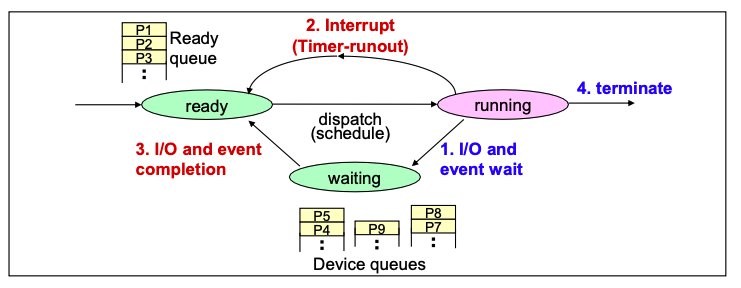 P1
P2
P3
:
Ready
queue
2. Interrupt
(Timer-runout)
ready
running
4. terminate
dispatch
(schedule)
3. I/O and event
completion
1. I/O and
event wait
waiting
P5
P4
:
P9
:
P8
P7
:
Device queues